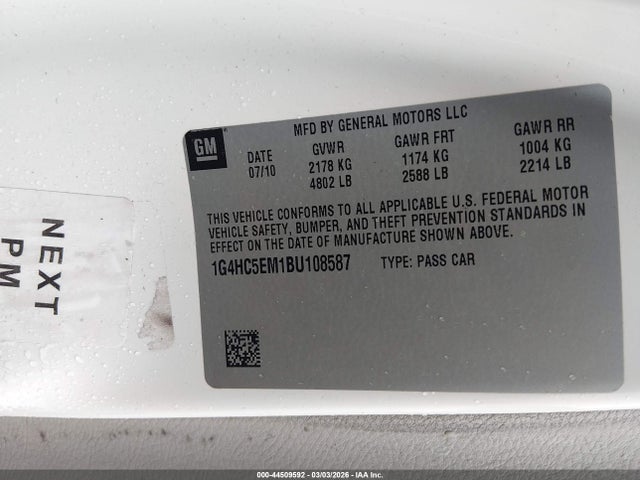 MFD BY GENERAL MOTORS LLC
GM
DATE GVWR GAWR FRT GAWR RR
07/10 2178 KG 1174 KG 1004 KG
4802 LB 2588 LB 2214 LB
THIS VEHICLE CONFORMS TO ALL APPLICABLE U.S. FEDERAL MOTOR
VEHICLE SAFETY, BUMPER, AND THEFT PREVENTION STANDARDS IN
EFFECT ON THE DATE OF MANUFACTURE SHOWN ABOVE.
1G4HC5EM1BU108587 TYPE: PASS CAR
NEXT
PM
000-44509592 - 03/03/2026 - IAA Inc.